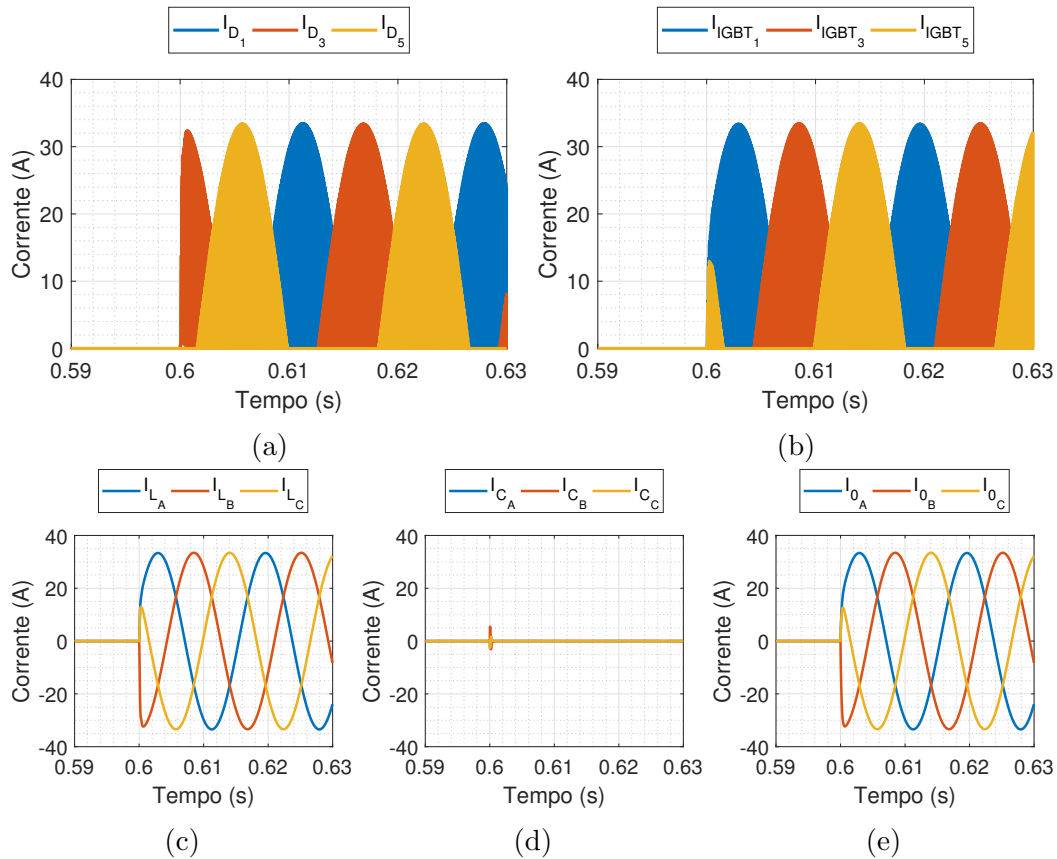 I_D1 I_D3 I_D5
I_IGBT1 I_IGBT3 I_IGBT5
40
30
20
10
0
Corrente (A)
0.59 0.6 0.61 0.62 0.63
Tempo (s)
(a)
40
30
20
10
0
Corrente (A)
0.59 0.6 0.61 0.62 0.63
Tempo (s)
(b)
I_LA I_LB I_LC
40
20
0
-20
-40
Corrente (A)
0.59 0.6 0.61 0.62 0.63
Tempo (s)
(c)
I_CA I_CB I_CC
40
20
0
-20
-40
Corrente (A)
0.59 0.6 0.61 0.62 0.63
Tempo (s)
(d)
I_0A I_0B I_0C
40
20
0
-20
-40
Corrente (A)
0.59 0.6 0.61 0.62 0.63
Tempo (s)
(e)